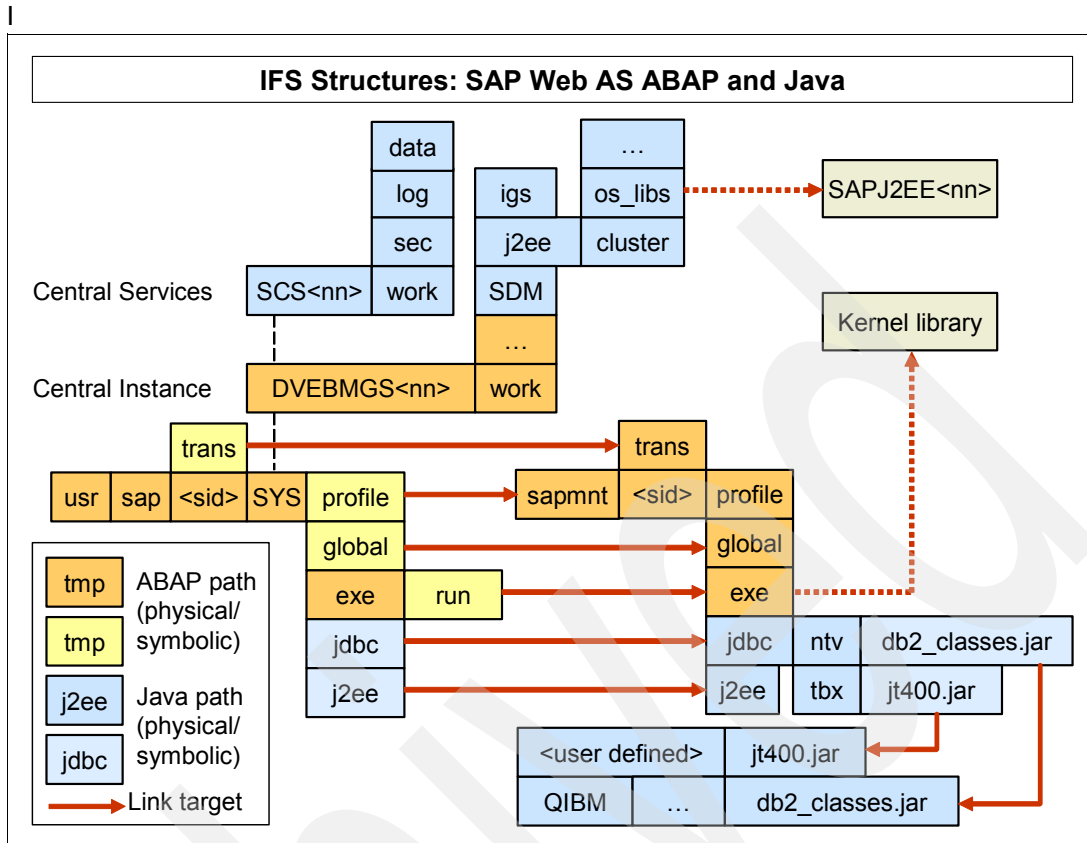 IFS Structures: SAP Web AS ABAP and Java
data
…
log
igs
os_libs
SAPJ2EE<nn>
sec
j2ee
cluster
Central Services
SCS<nn>
work
SDM
…
Kernel library
Central Instance
DVEBMGS<nn>
work
trans
trans
usr
sap
<sid>
SYS
profile
sapmnt
<sid>
profile
global
global
exe
run
exe
jdbc
jdbc
ntv
db2_classes.jar
j2ee
j2ee
tbx
jt400.jar
<user defined>
jt400.jar
QIBM
…
db2_classes.jar
tmp
ABAP path
(physical/
tmp
symbolic)
j2ee
Java path
(physical/
jdbc
symbolic)
Link target